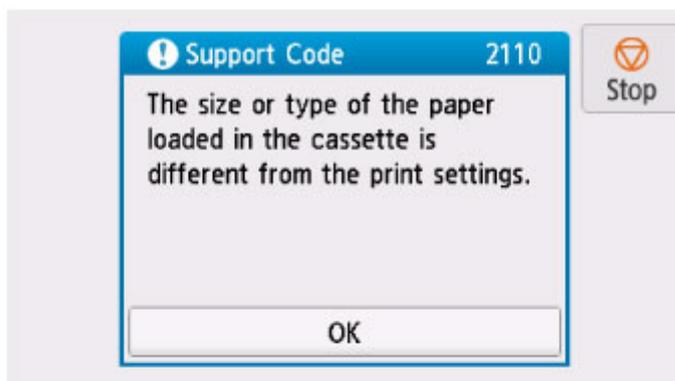 Support Code 2110
Stop
The size or type of the paper
loaded in the cassette is
different from the print settings.
OK